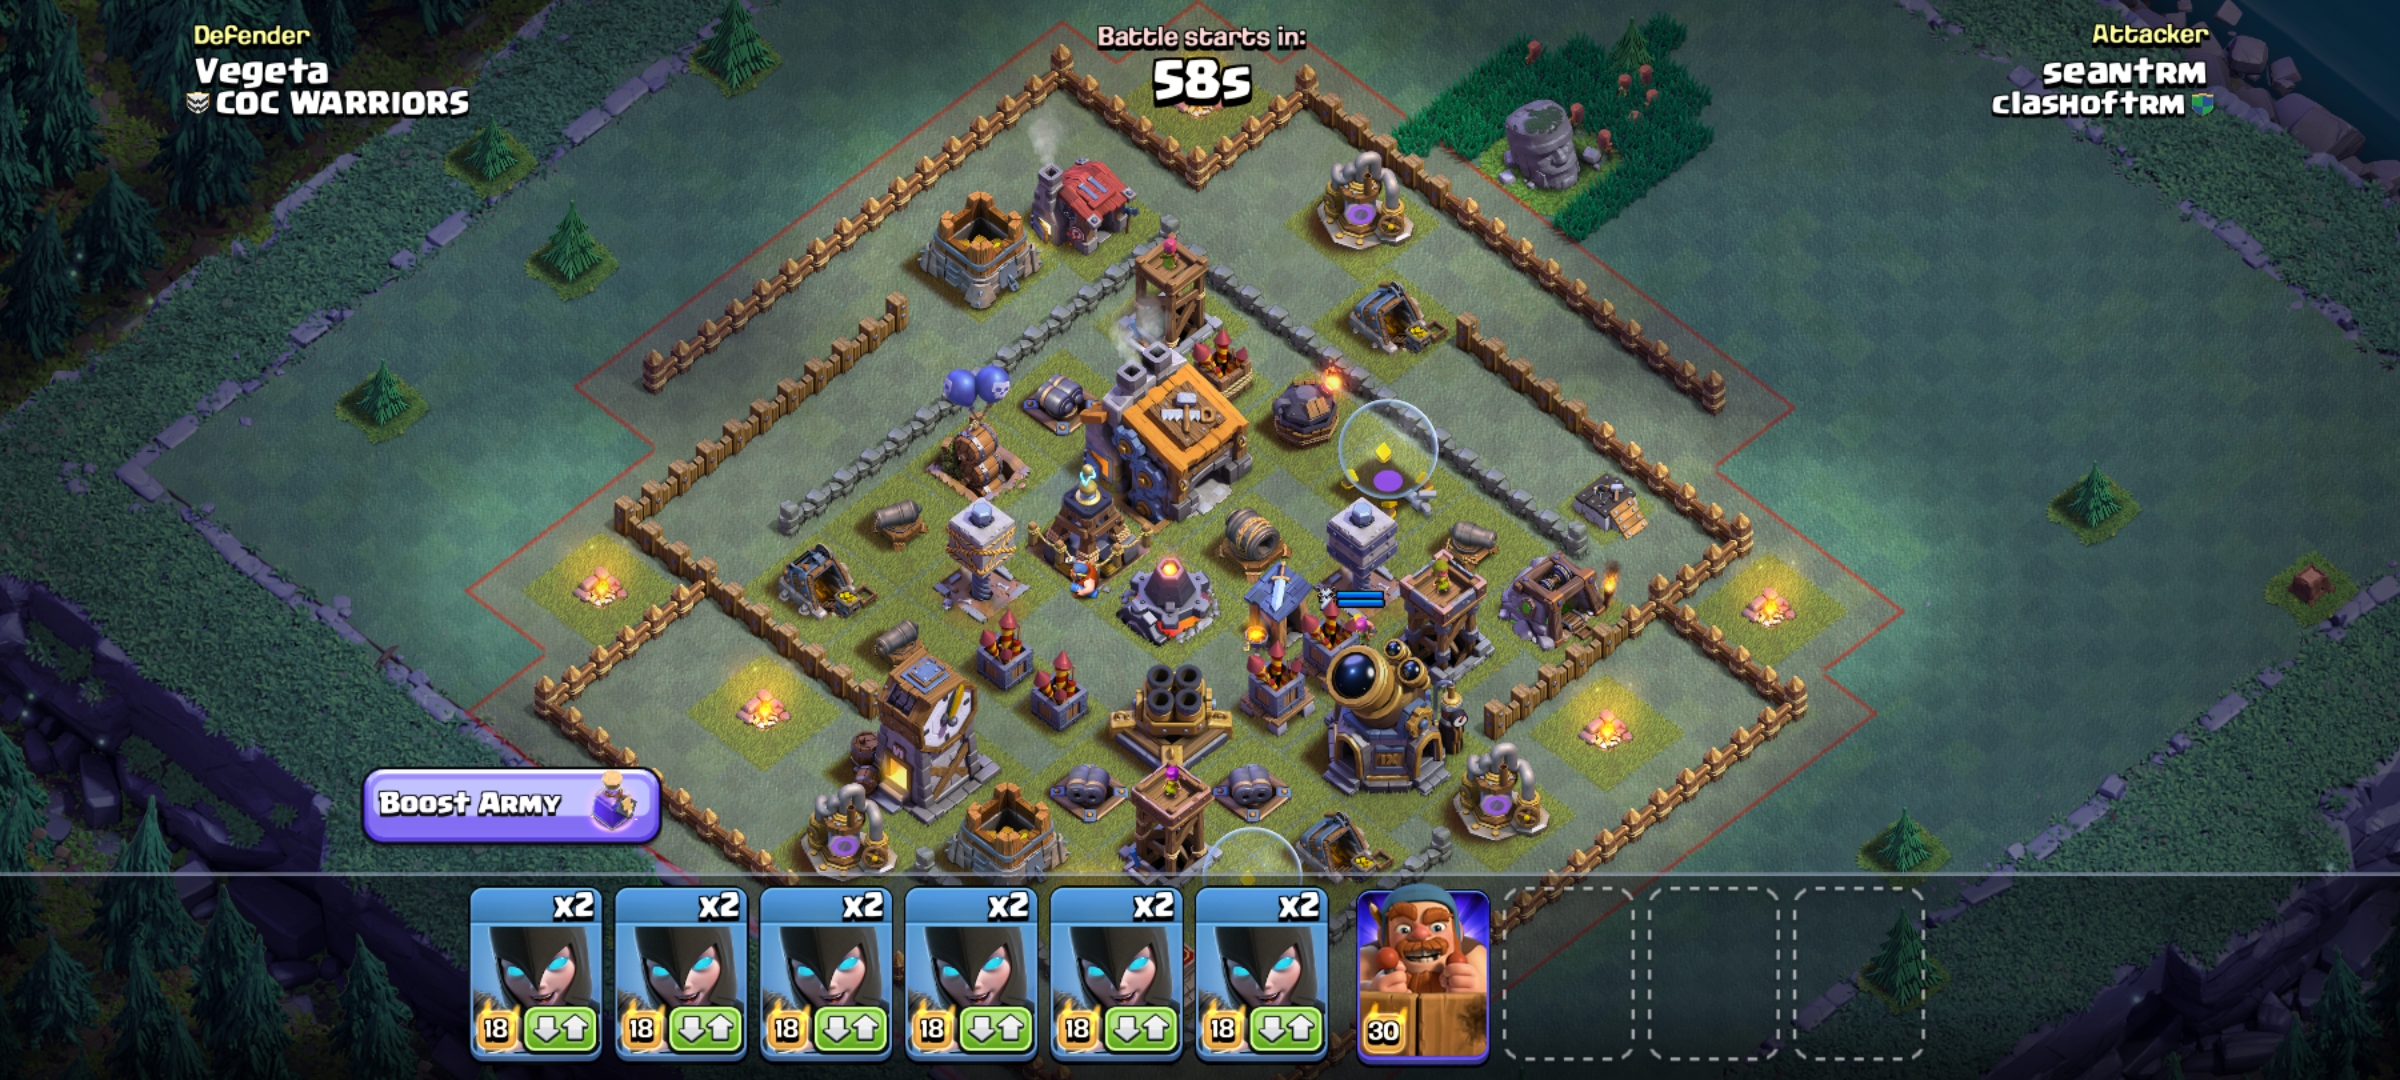 Defender
Vegeta
COC WARRIORS
Battle starts in:
58s
Attacker
seantRM
clashoftRM
Boost Army
x2
x2
x2
x2
x2
x2
18
18
18
18
18
18
30